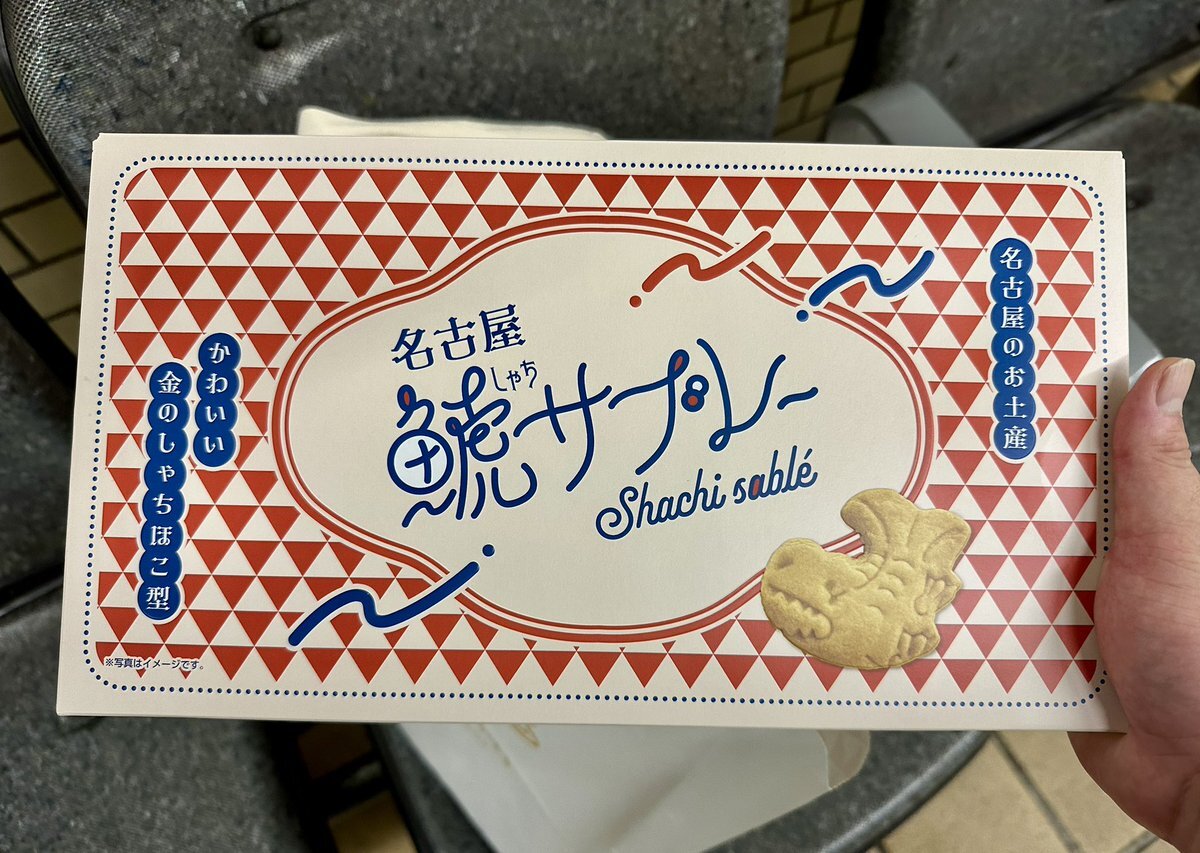 名古屋のお土産
名古屋
しゃち
鯱サブレー
Shachi sablé
かわいい
金のしゃちほこ型
※写真はイメージです。